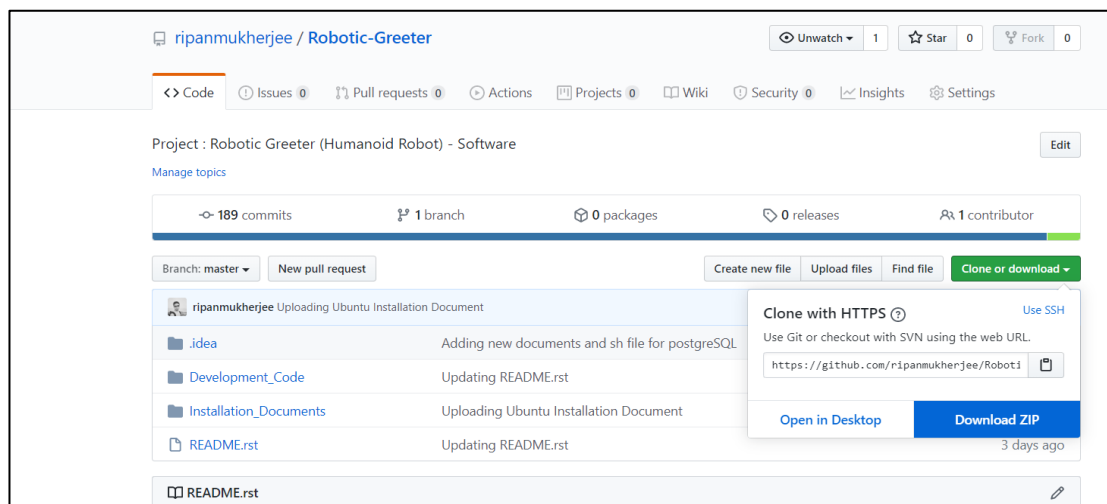 ripanmukherjee / Robotic-Greeter Unwatch 1 Star 0 Fork 0
Code Issues 0 Pull requests 0 Actions Projects 0 Wiki Security 0 Insights Settings
Project : Robotic Greeter (Humanoid Robot) - Software Edit
Manage topics
189 commits 1 branch 0 packages 0 releases 1 contributor
Branch: master New pull request Create new file Upload files Find file Clone or download
ripanmukherjee Uploading Ubuntu Installation Document
Clone with HTTPS ? Use SSH
Use Git or checkout with SVN using the web URL.
https://github.com/ripanmukherjee/Roboti
Open in Desktop Download ZIP
.idea Adding new documents and sh file for postgreSQL
Development_Code Updating README.rst
Installation_Documents Uploading Ubuntu Installation Document
README.rst Updating README.rst 3 days ago
README.rst